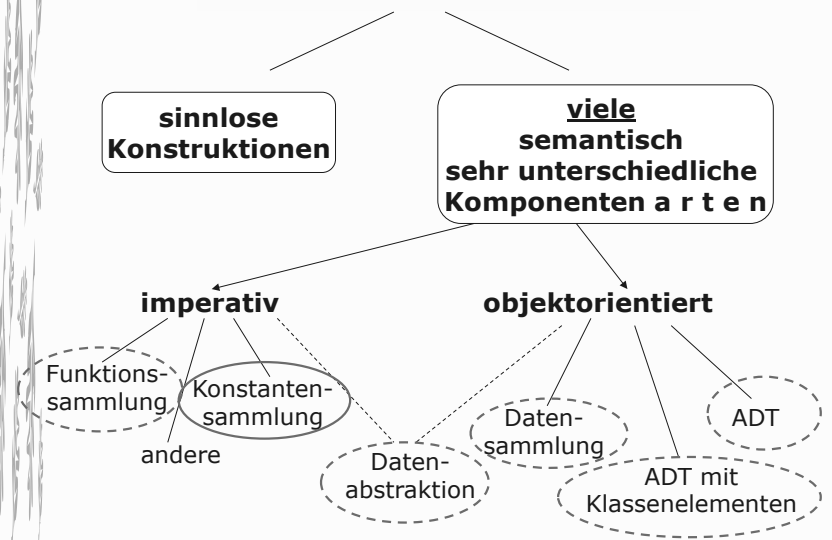 sinnlose
Konstruktionen
viele
semantisch
sehr unterschiedliche
Komponenten a r t e n
imperativ
objektorientiert
Funktions-
sammlung
Konstanten-
sammlung
andere
Daten-
abstraktion
Daten-
sammlung
ADT mit
Klassenelementen
ADT